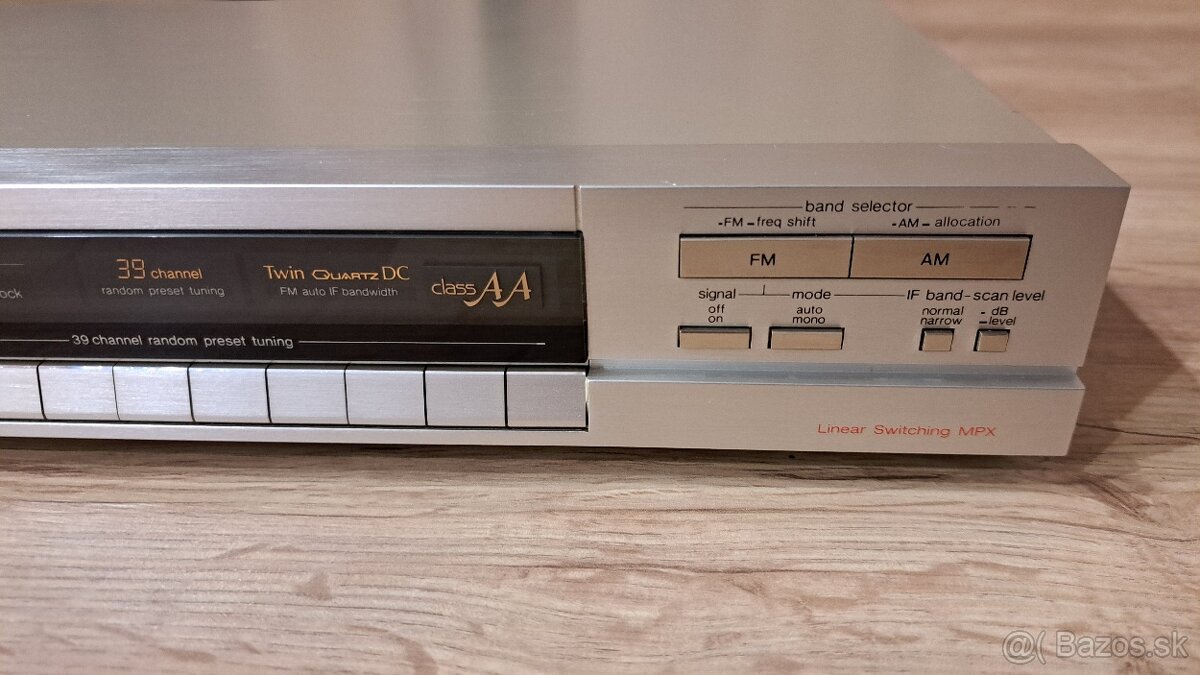 band selector
-FM – freq shift
-AM – allocation
FM
AM
signal
mode
IF band-scan level
off
on
auto
mono
normal
narrow
- dB
- level
39 channel
random preset tuning
Twin QUARTZ DC
FM auto IF bandwidth
class AA
ock
39 channel random preset tuning
Linear Switching MPX
@( Bazos.sk